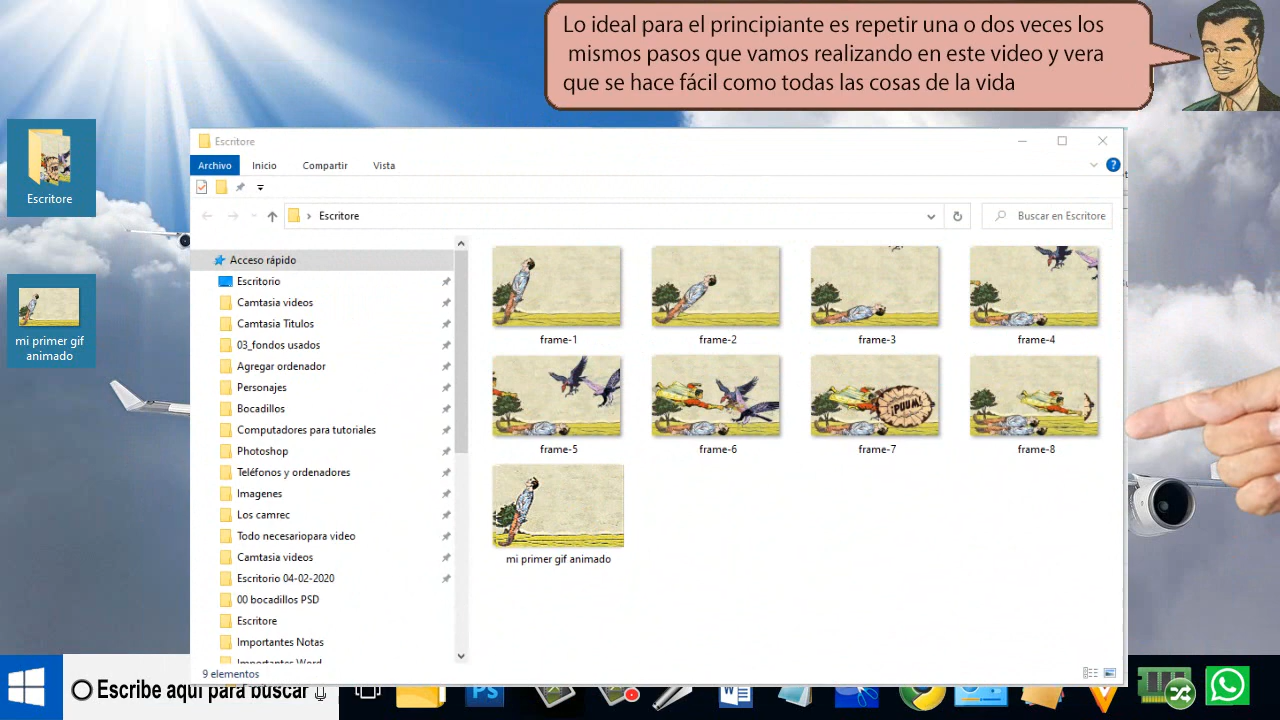 Lo ideal para el principiante es repetir una o dos veces los
mismos pasos que vamos realizando en este video y vera
que se hace fácil como todas las cosas de la vida
Escritore
mi primer gif
animado
Escritore
Archivo
Inicio
Compartir
Vista
Escritore
Buscar en Escritore
Acceso rápido
Escritorio
Camtasia videos
Camtasia Titulos
03_fondos usados
Agregar ordenador
Personajes
Bocadillos
Computadores para tutoriales
Photoshop
Teléfonos y ordenadores
Imagenes
Los camrec
Todo necesariopara video
Camtasia videos
Escritorio 04-02-2020
00 bocadillos PSD
Escritore
Importantes Notas
Importantes Word
frame-1
frame-2
frame-3
frame-4
frame-5
frame-6
¡PUUM!
frame-7
frame-8
mi primer gif animado
9 elementos
Escribe aquí para buscar